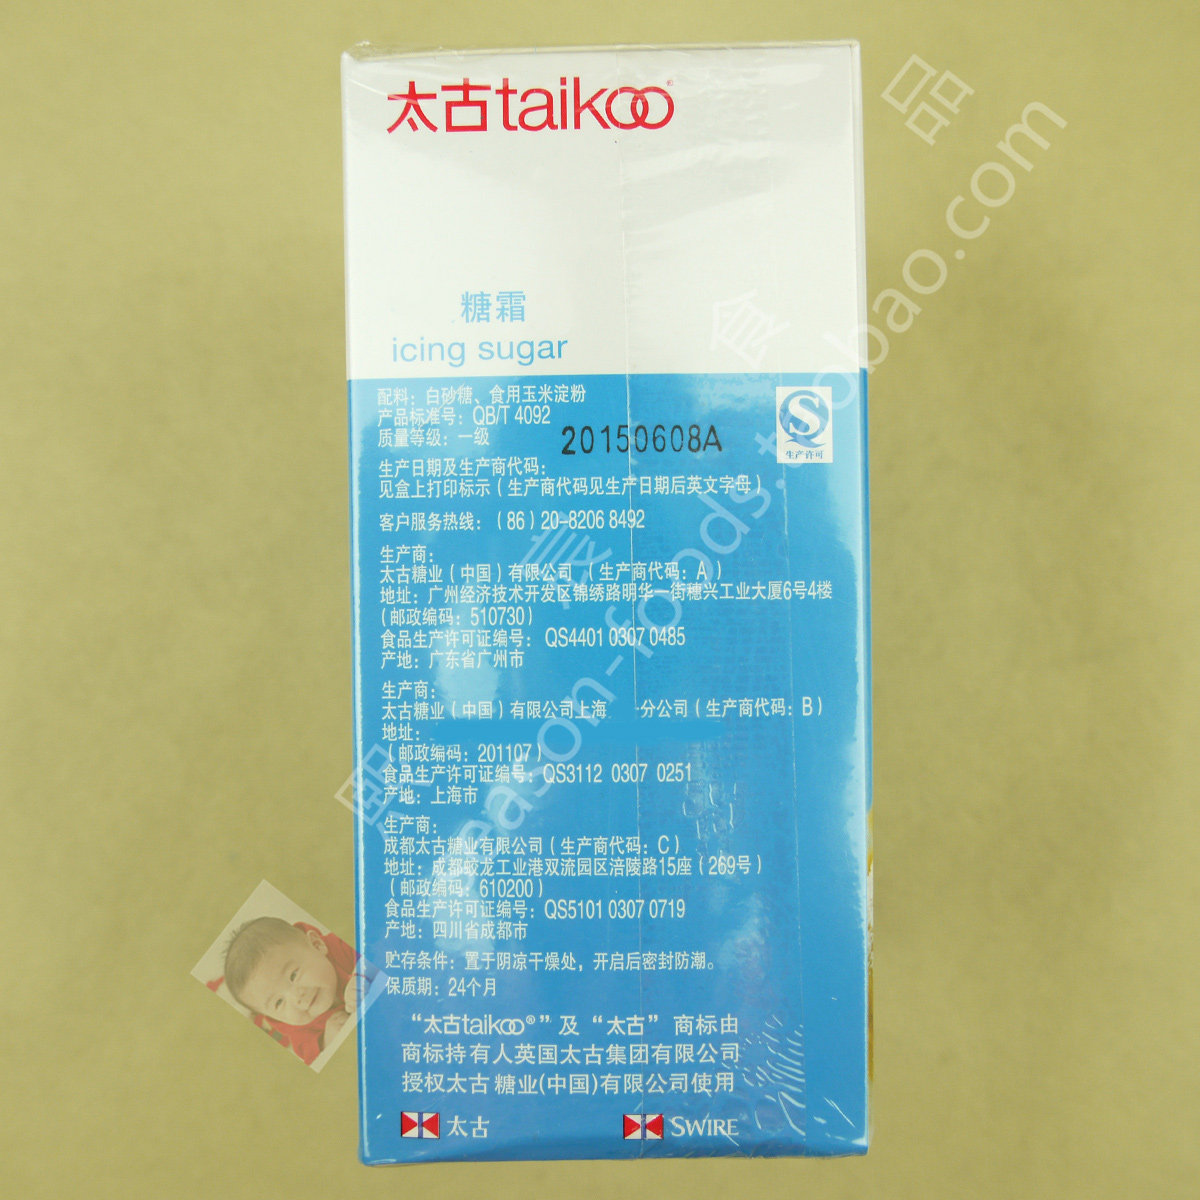 太古taikoo®
糖霜
icing sugar
配料：白砂糖、食用玉米淀粉
产品标准号：QB/T 4092
质量等级：一级
20150608A
生产许可
生产日期及生产商代码：
见盒上打印标示（生产商代码见生产日期后英文字母）
客户服务热线：（86）20-8206 8492
生产商：
太古糖业（中国）有限公司（生产商代码：A）
地址：广州经济技术开发区锦绣路明华一街穗兴工业大厦6号4楼
（邮政编码：510730）
食品生产许可证编号：QS4401 0307 0485
产地：广东省广州市
生产商：
太古糖业（中国）有限公司上海 分公司（生产商代码：B）
地址：
（邮政编码：201107）
食品生产许可证编号：QS3112 0307 0251
产地：上海市
生产商：
成都太古糖业有限公司（生产商代码：C）
地址：成都蛟龙工业港双流园区涪陵路15座（269号）
（邮政编码：610200）
食品生产许可证编号：QS5101 0307 0719
产地：四川省成都市
贮存条件：置于阴凉干燥处，开启后密封防潮。
保质期：24个月
“太古taikoo®”及“太古”商标由
商标持有人英国太古集团有限公司
授权太古糖业(中国)有限公司使用
太古
SWIRE
食品
eason-foods.taobao.com